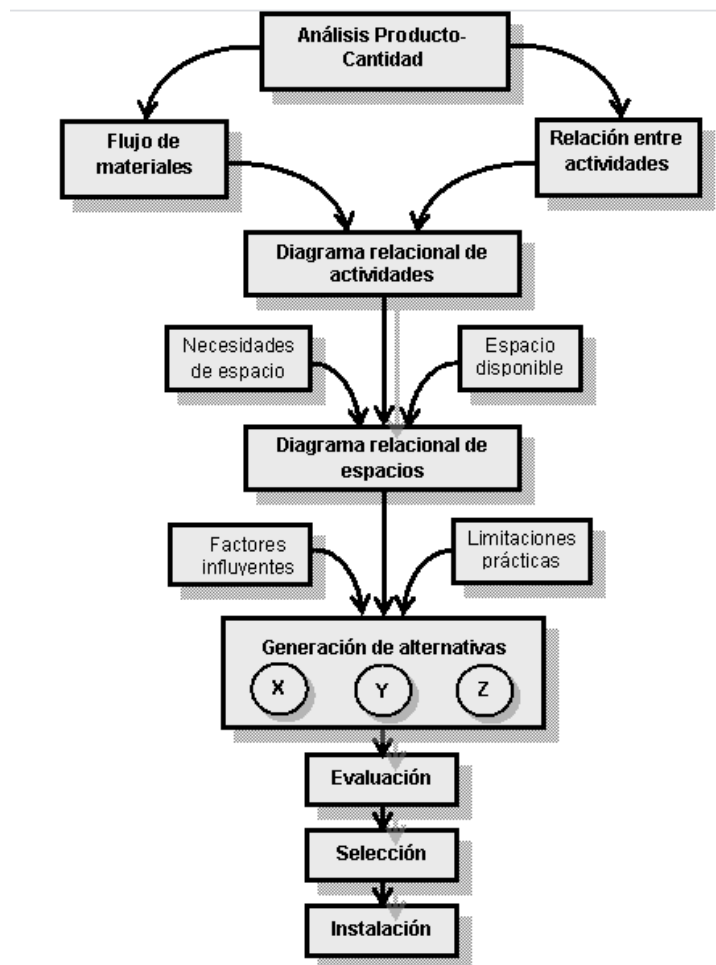 Análisis Producto-
Cantidad
Flujo de
materiales
Relación entre
actividades
Diagrama relacional de
actividades
Necesidades
de espacio
Espacio
disponible
Diagrama relacional de
espacios
Factores
influyentes
Limitaciones
prácticas
Generación de alternativas
X
Y
Z
Evaluación
Selección
Instalación